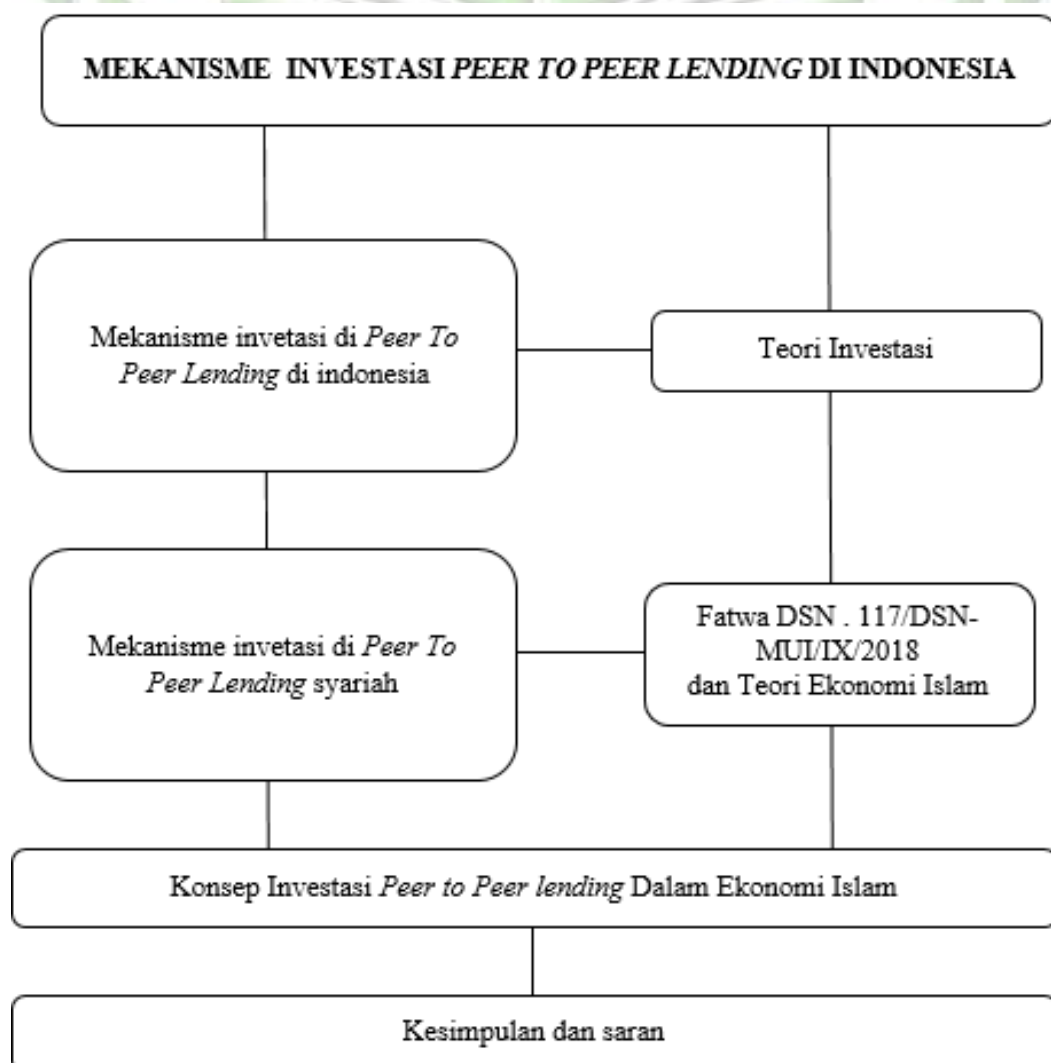 MEKANISME INVESTASI PEER TO PEER LENDING DI INDONESIA
Mekanisme invetasi di Peer To
Peer Lending di indonesia
Teori Investasi
Mekanisme invetasi di Peer To
Peer Lending syariah
Fatwa DSN . 117/DSN-
MUI/IX/2018
dan Teori Ekonomi Islam
Konsep Investasi Peer to Peer lending Dalam Ekonomi Islam
Kesimpulan dan saran